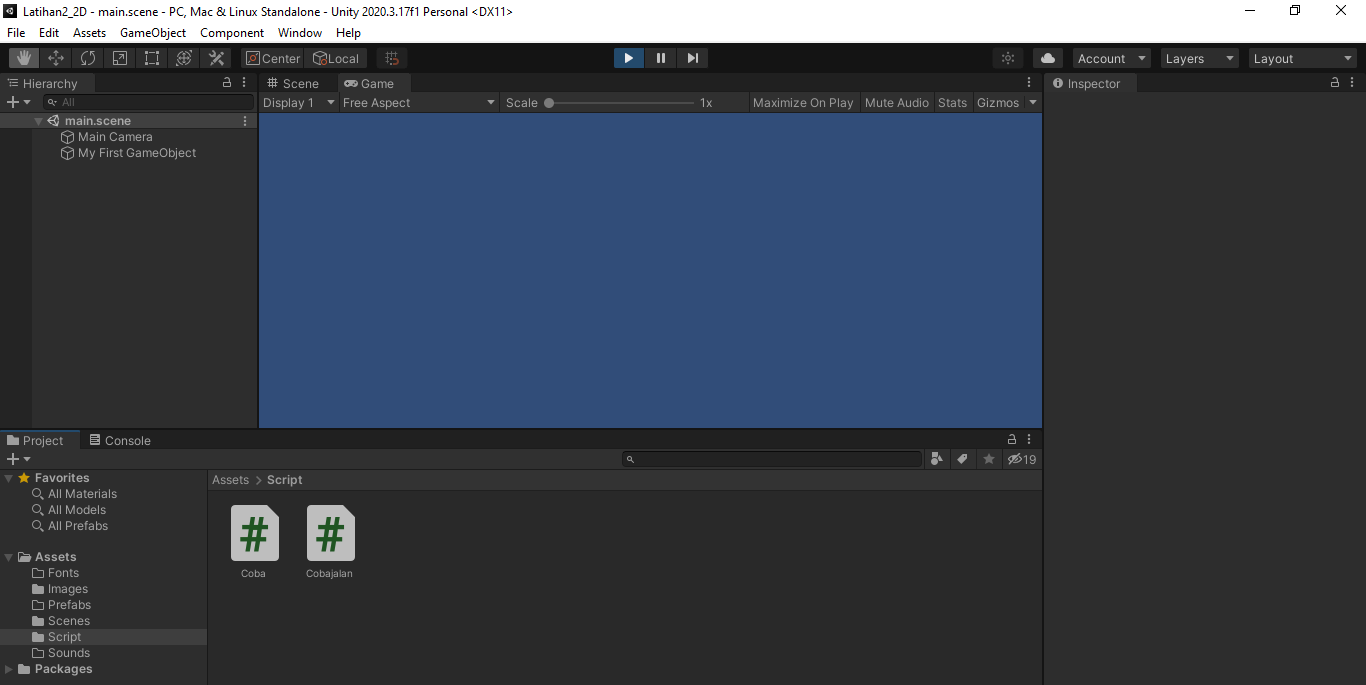 Latihan2_2D - main.scene - PC, Mac & Linux Standalone - Unity 2020.3.17f1 Personal <DX11>
File Edit Assets GameObject Component Window Help
Center Local Account Layers Layout
Hierarchy
All
main.scene
Main Camera
My First GameObject
Scene Game
Display 1 Free Aspect Scale 1x Maximize On Play Mute Audio Stats Gizmos
Inspector
Project Console
19
Favorites
All Materials
All Models
All Prefabs
Assets
Fonts
Images
Prefabs
Scenes
Script
Sounds
Packages
Assets > Script
# #
Coba Cobajalan